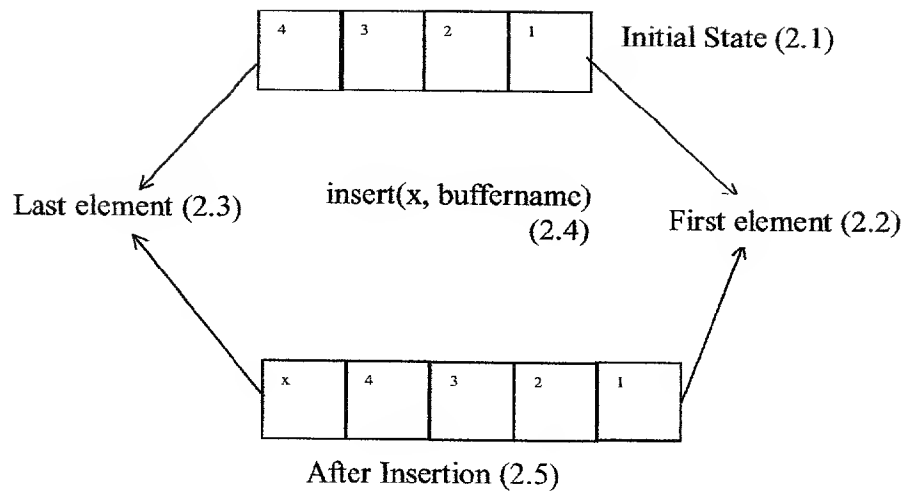 4 3 2 1
Initial State (2.1)
Last element (2.3)
insert(x, buffername)
(2.4)
First element (2.2)
x 4 3 2 1
After Insertion (2.5)